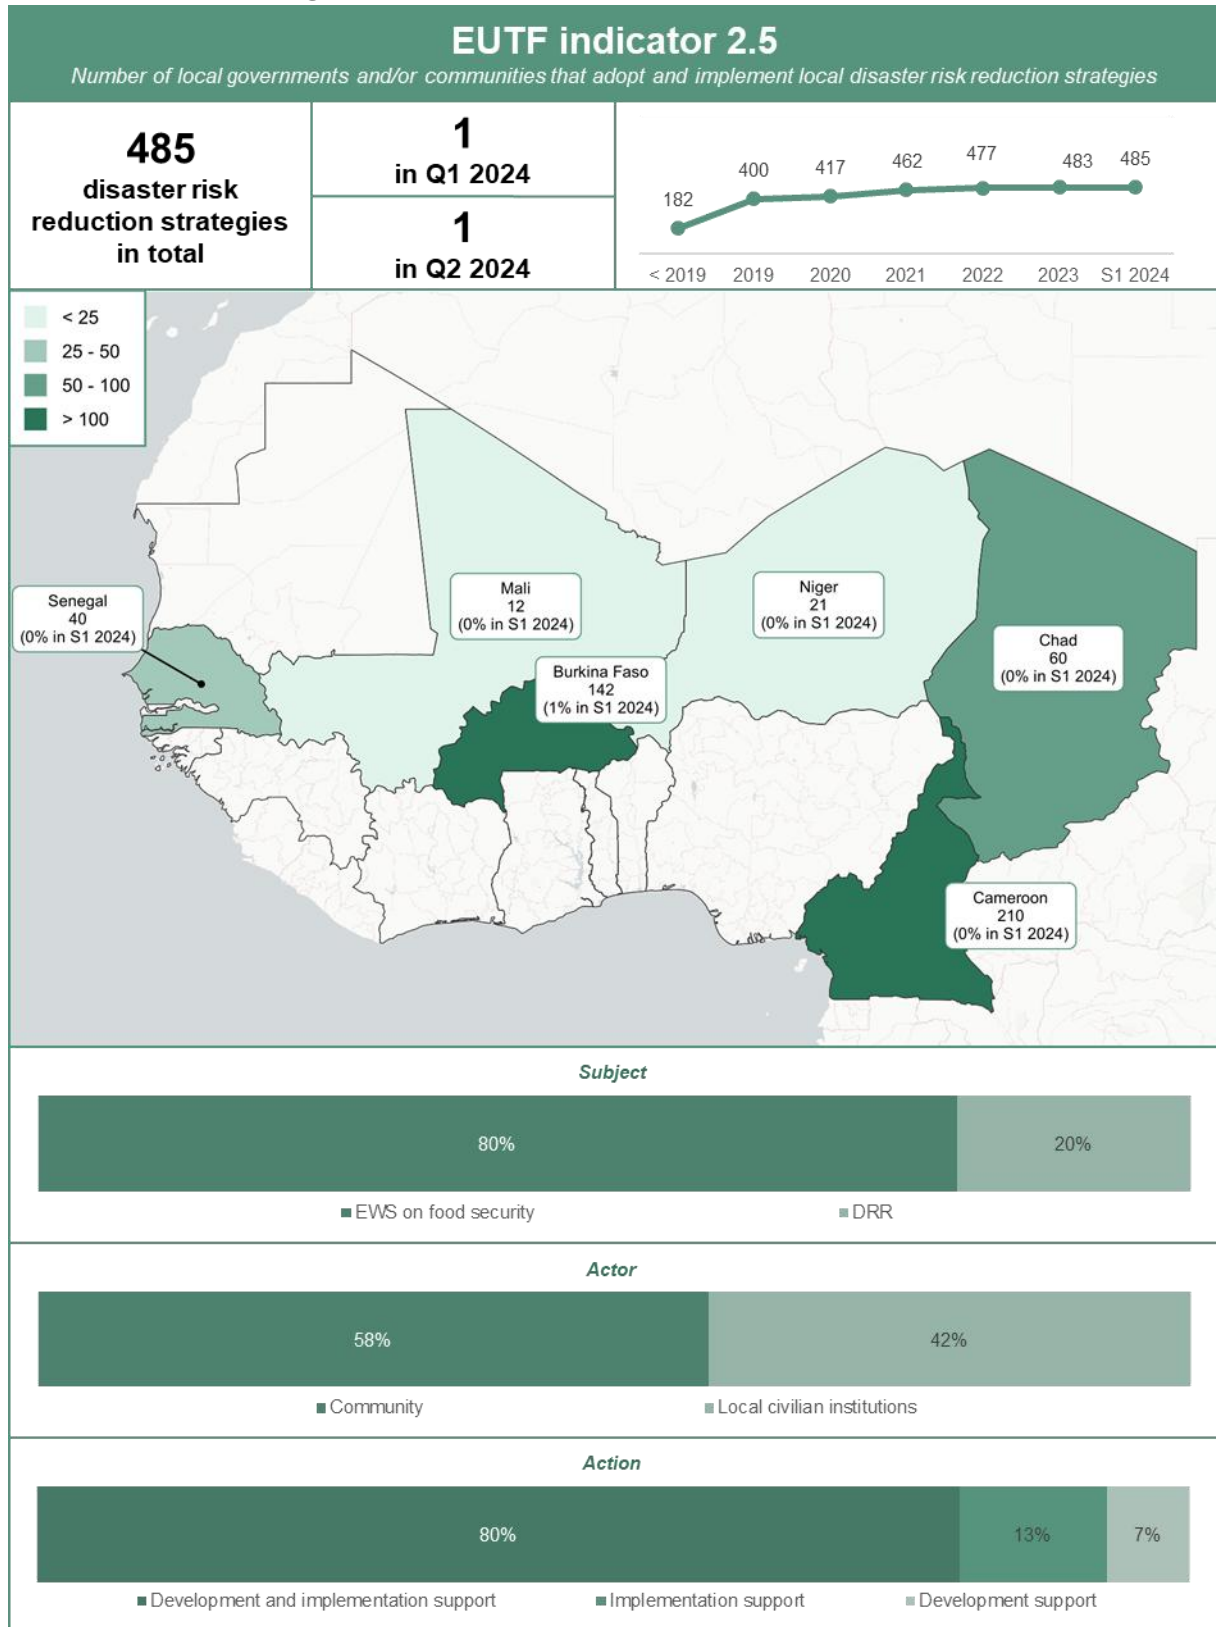 EUTF indicator 2.5
Number of local governments and/or communities that adopt and implement local disaster risk reduction strategies
485
disaster risk
reduction strategies
in total
1
in Q1 2024
1
in Q2 2024
182
400
417
462
477
483
485
< 2019
2019
2020
2021
2022
2023
S1 2024
< 25
25 - 50
50 - 100
> 100
Senegal
40
(0% in S1 2024)
Mali
12
(0% in S1 2024)
Burkina Faso
142
(1% in S1 2024)
Niger
21
(0% in S1 2024)
Chad
60
(0% in S1 2024)
Cameroon
210
(0% in S1 2024)
Subject
80%
20%
EWS on food security
DRR
Actor
58%
42%
Community
Local civilian institutions
Action
80%
13%
7%
Development and implementation support
Implementation support
Development support